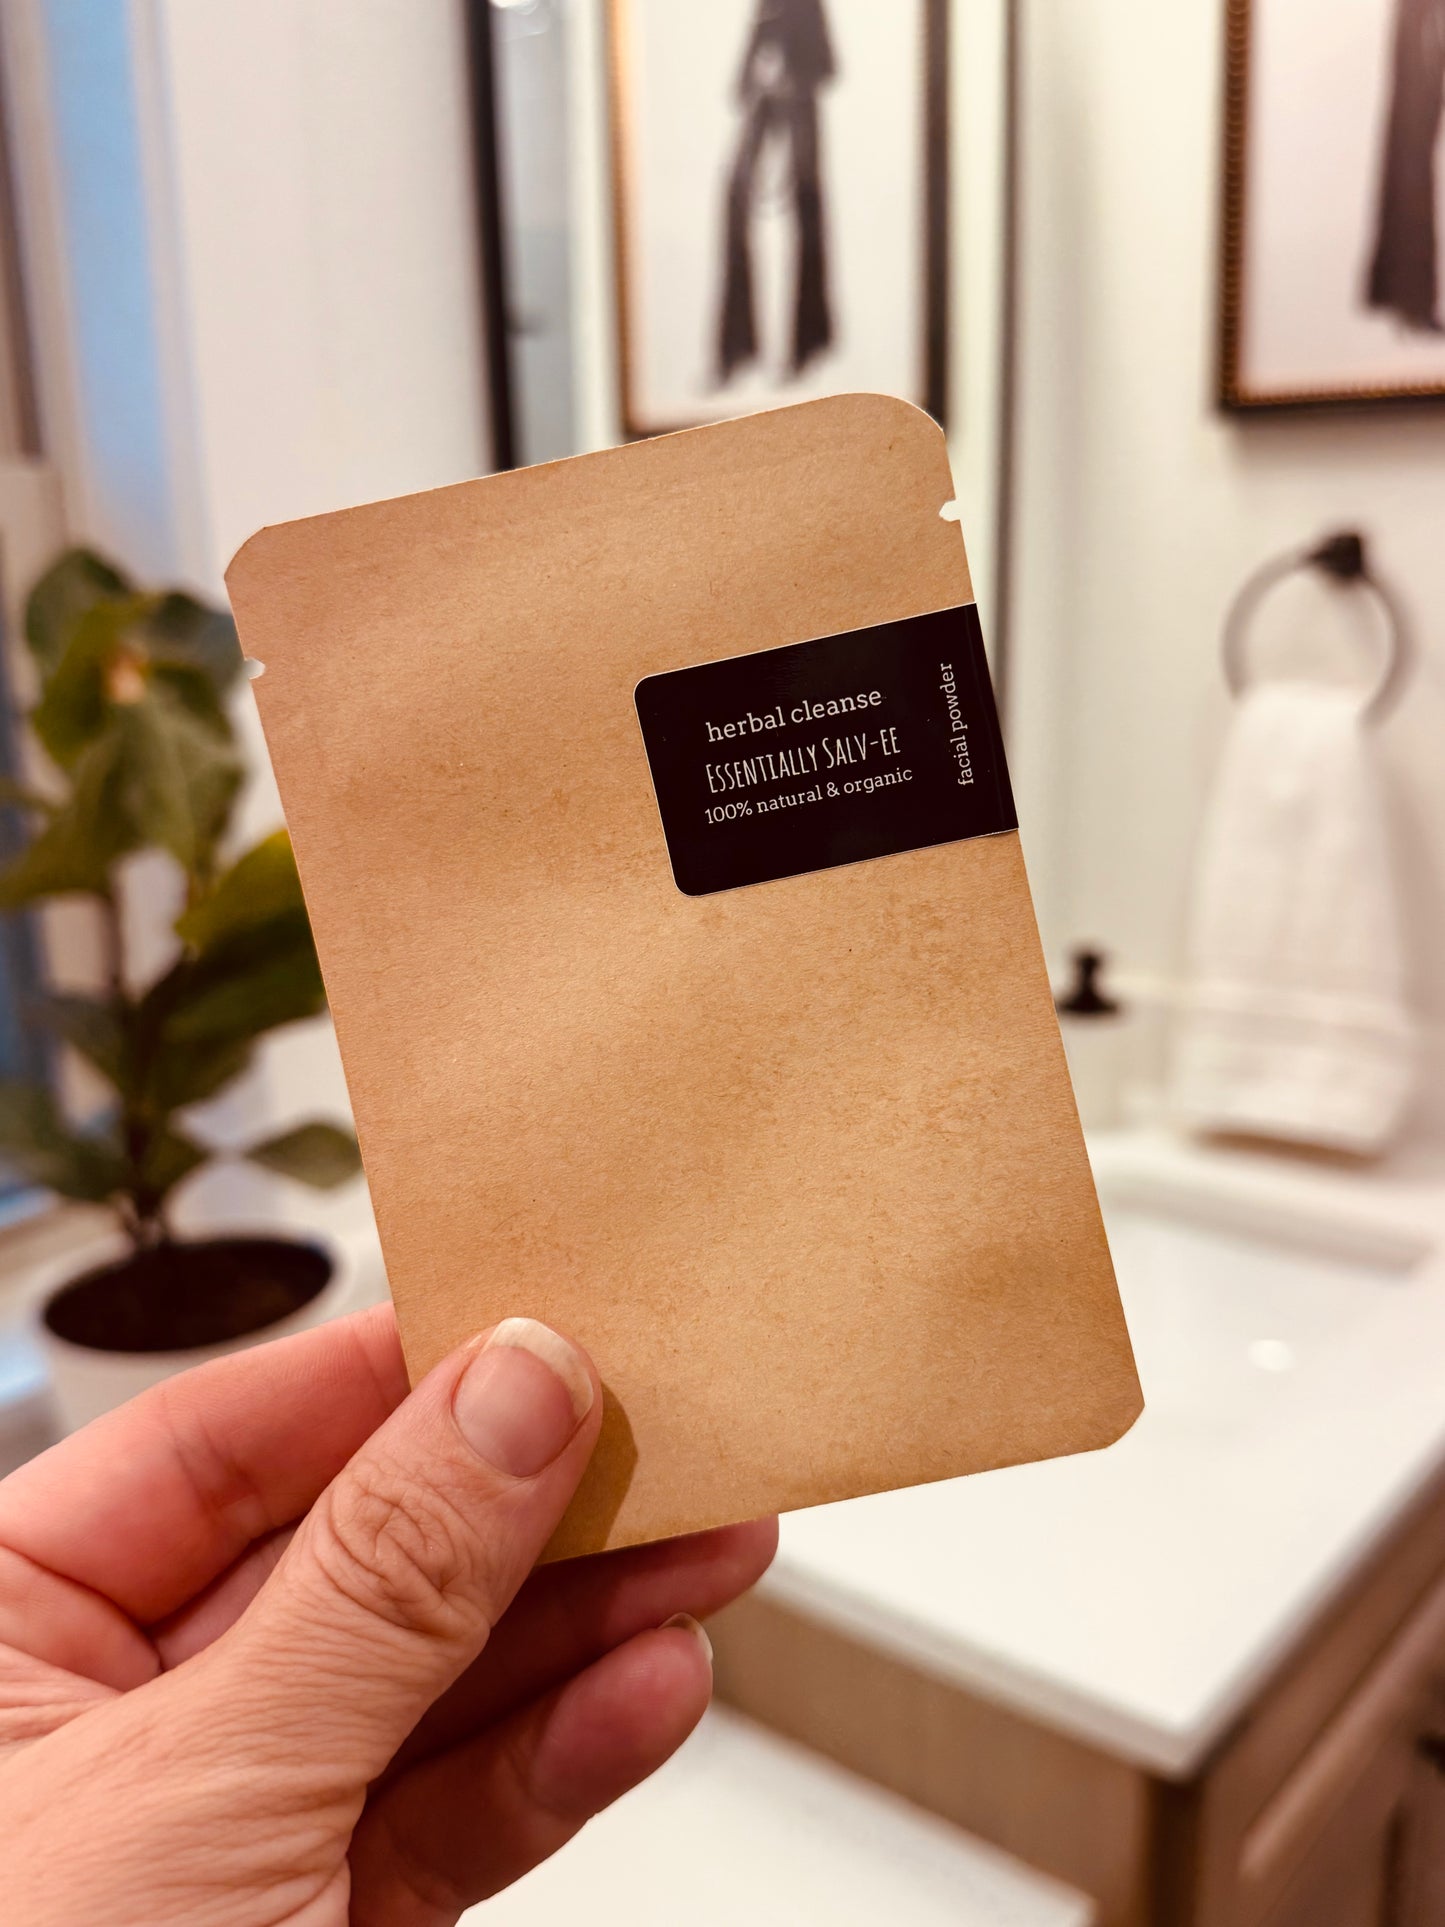 herbal cleanse
Essentially Salv-ee
100% natural & organic
facial powder